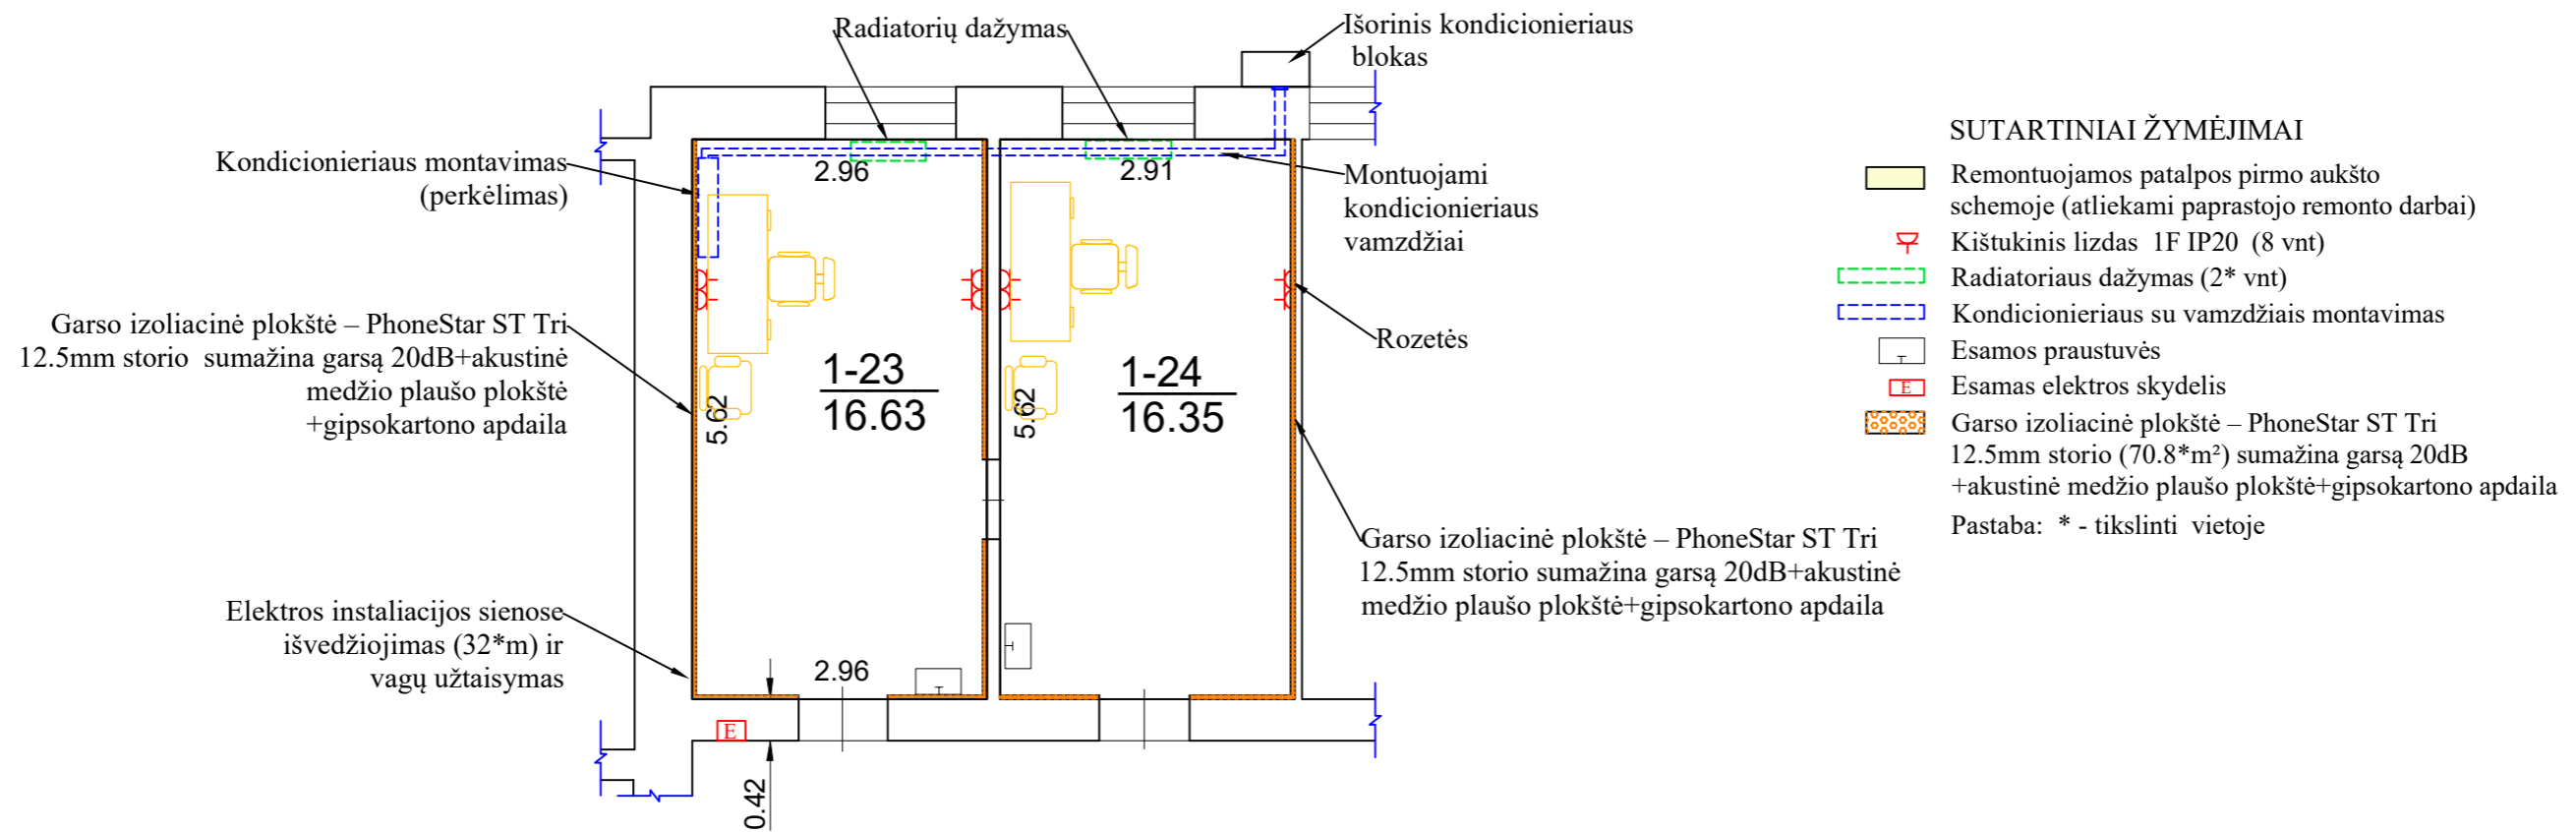 Radiatorių dažymas
Išorinis kondicionieriaus
blokas
Kondicionieriaus montavimas
(perkėlimas)
2.96
2.91
Montuojami
kondicionieriaus
vamzdžiai
Garso izoliacinė plokštė – PhoneStar ST Tri
12.5mm storio sumažina garsą 20dB+akustinė
medžio plaušo plokštė
+gipsokartono apdaila
Rozetės
1-23
16.63
5.62
1-24
16.35
5.62
Garso izoliacinė plokštė – PhoneStar ST Tri
12.5mm storio sumažina garsą 20dB+akustinė
medžio plaušo plokštė+gipsokartono apdaila
Elektros instaliacijos sienose
išvedžiojimas (32*m) ir
vagų užtaisymas
2.96
E
0.42
SUTARTINIAI ŽYMĖJIMAI
Remontuojamos patalpos pirmo aukšto
schemoje (atliekami paprastojo remonto darbai)
Kištukinis lizdas 1F IP20 (8 vnt)
Radiatoriaus dažymas (2* vnt)
Kondicionieriaus su vamzdžiais montavimas
Esamos praustuvės
E Esamas elektros skydelis
Garso izoliacinė plokštė – PhoneStar ST Tri
12.5mm storio (70.8*m²) sumažina garsą 20dB
+akustinė medžio plaušo plokštė+gipsokartono apdaila
Pastaba: * - tikslinti vietoje